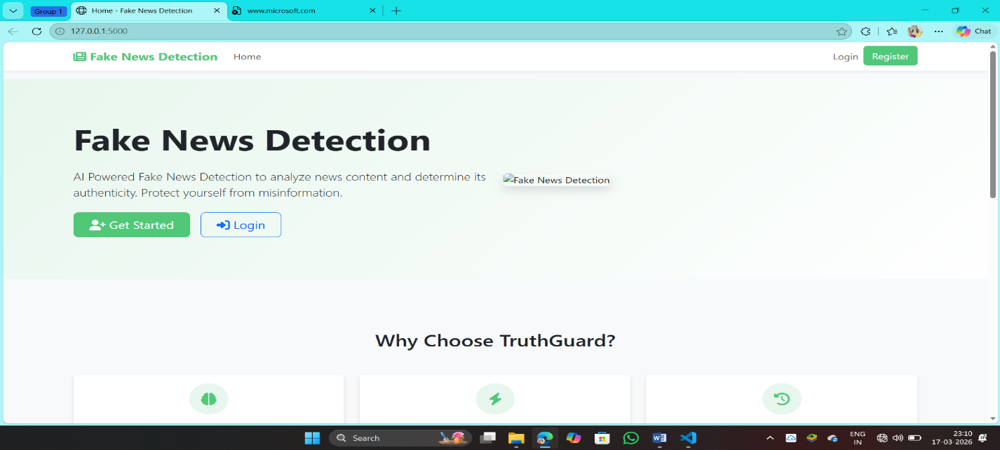 Group 1
Home - Fake News Detection
www.microsoft.com
127.0.0.1:5000
Chat
Fake News Detection
Home
Login
Register
Fake News Detection
AI Powered Fake News Detection to analyze news content and determine its
authenticity. Protect yourself from misinformation.
Fake News Detection
Get Started
Login
Why Choose TruthGuard?
Search
ENG
IN
23:10
17-03-2026